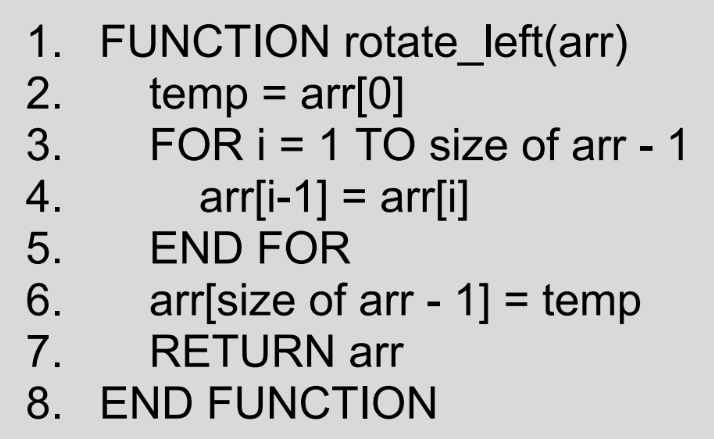 1. FUNCTION rotate_left(arr)
2. temp = arr[0]
3. FOR i = 1 TO size of arr - 1
4. arr[i-1] = arr[i]
5. END FOR
6. arr[size of arr - 1] = temp
7. RETURN arr
8. END FUNCTION